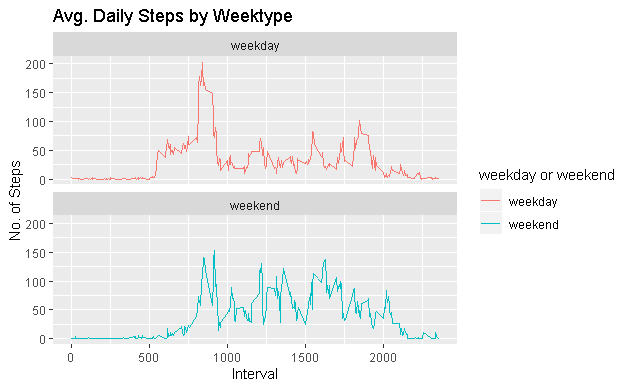 Avg. Daily Steps by Weektype
weekday
200
150
100
50
0
weekend
200
150
100
50
0
0 500 1000 1500 2000
Interval
No. of Steps
weekday or weekend
weekday
weekend